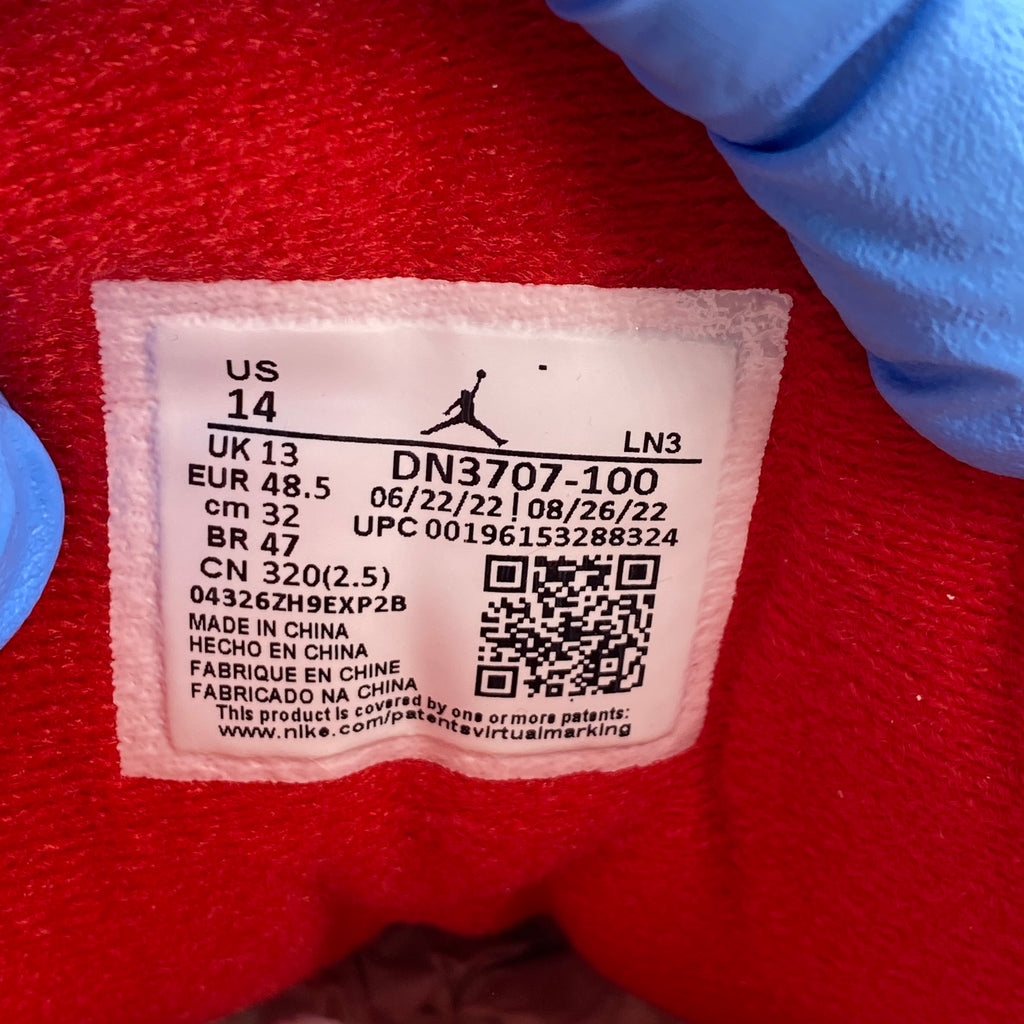 US
14
LN3
UK 13
EUR 48.5
cm 32
BR 47
CN 320(2.5)
DN3707-100
06/22/22 | 08/26/22
UPC 00196153288324
04326ZH9EXP2B
MADE IN CHINA
HECHO EN CHINA
FABRIQUE EN CHINE
FABRICADO NA CHINA
This product is covered by one or more patents:
www.nike.com/patentsvirtualmarking